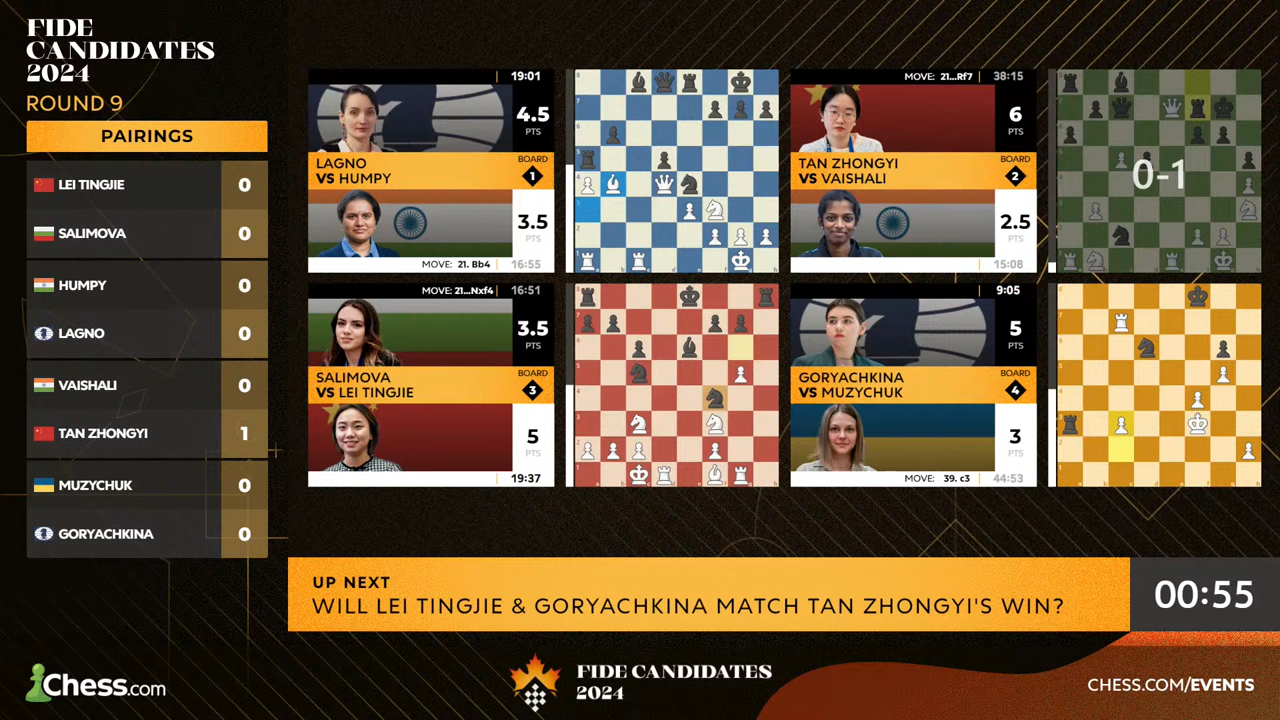 FIDE
CANDIDATES
2024
ROUND 9
PAIRINGS
LEI TINGJIE 0
SALIMOVA 0
HUMPY 0
LAGNO 0
VAISHALI 0
TAN ZHONGYI 1
MUZYCHUK 0
GORYACHKINA 0
19:01
4.5
PTS
LAGNO
VS HUMPY
BOARD
1
3.5
PTS
MOVE: 21. Bb4 16:55
MOVE: 21...Rf7 38:15
6
PTS
TAN ZHONGYI
VS VAISHALI
BOARD
2
2.5
PTS
15:08
0-1
MOVE: 21...Nxf4 16:51
3.5
PTS
SALIMOVA
VS LEI TINGJIE
BOARD
3
5
PTS
19:37
9:05
5
PTS
GORYACHKINA
VS MUZYCHUK
BOARD
4
3
PTS
MOVE: 39. c3 44:53
UP NEXT
WILL LEI TINGJIE & GORYACHKINA MATCH TAN ZHONGYI'S WIN?
00:55
Chess.com
FIDE CANDIDATES
2024
CHESS.COM/EVENTS